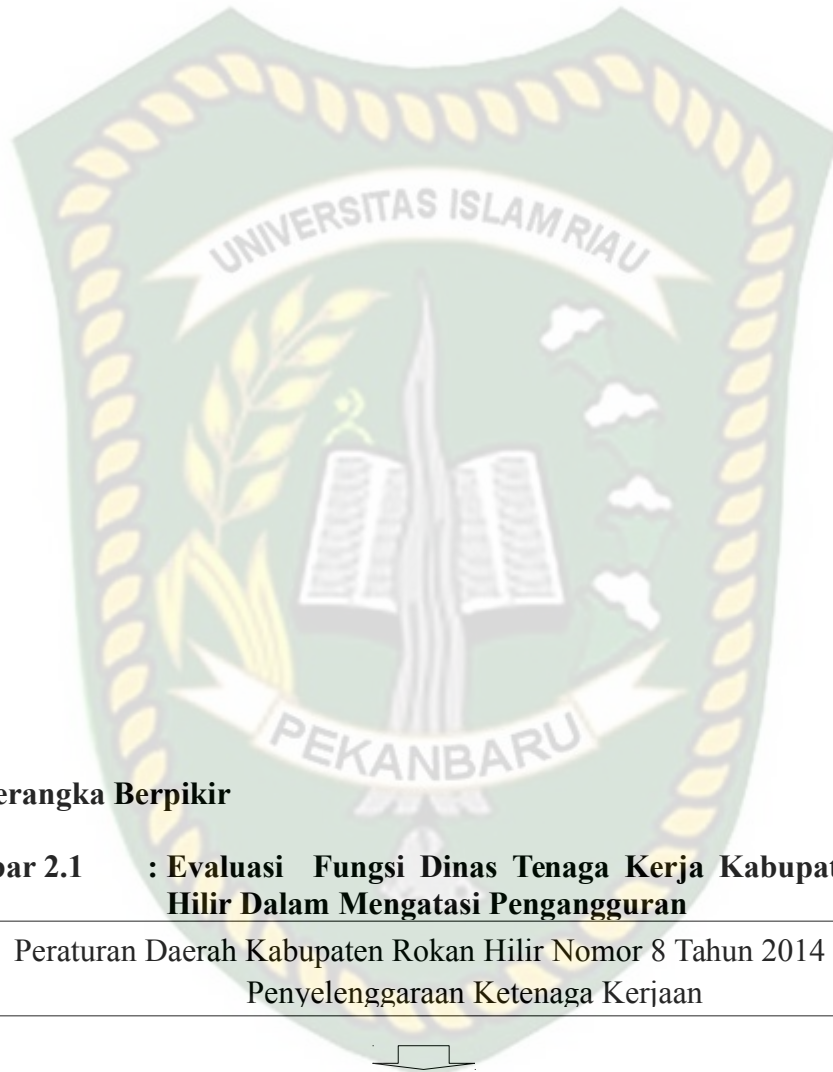 UNIVERSITAS ISLAM RIAU
PEKANBARU
erangka Berpikir
bar 2.1 : Evaluasi Fungsi Dinas Tenaga Kerja Kabupat
Hilir Dalam Mengatasi Pengangguran
Peraturan Daerah Kabupaten Rokan Hilir Nomor 8 Tahun 2014
Penyelenggaraan Ketenaga Kerjaan